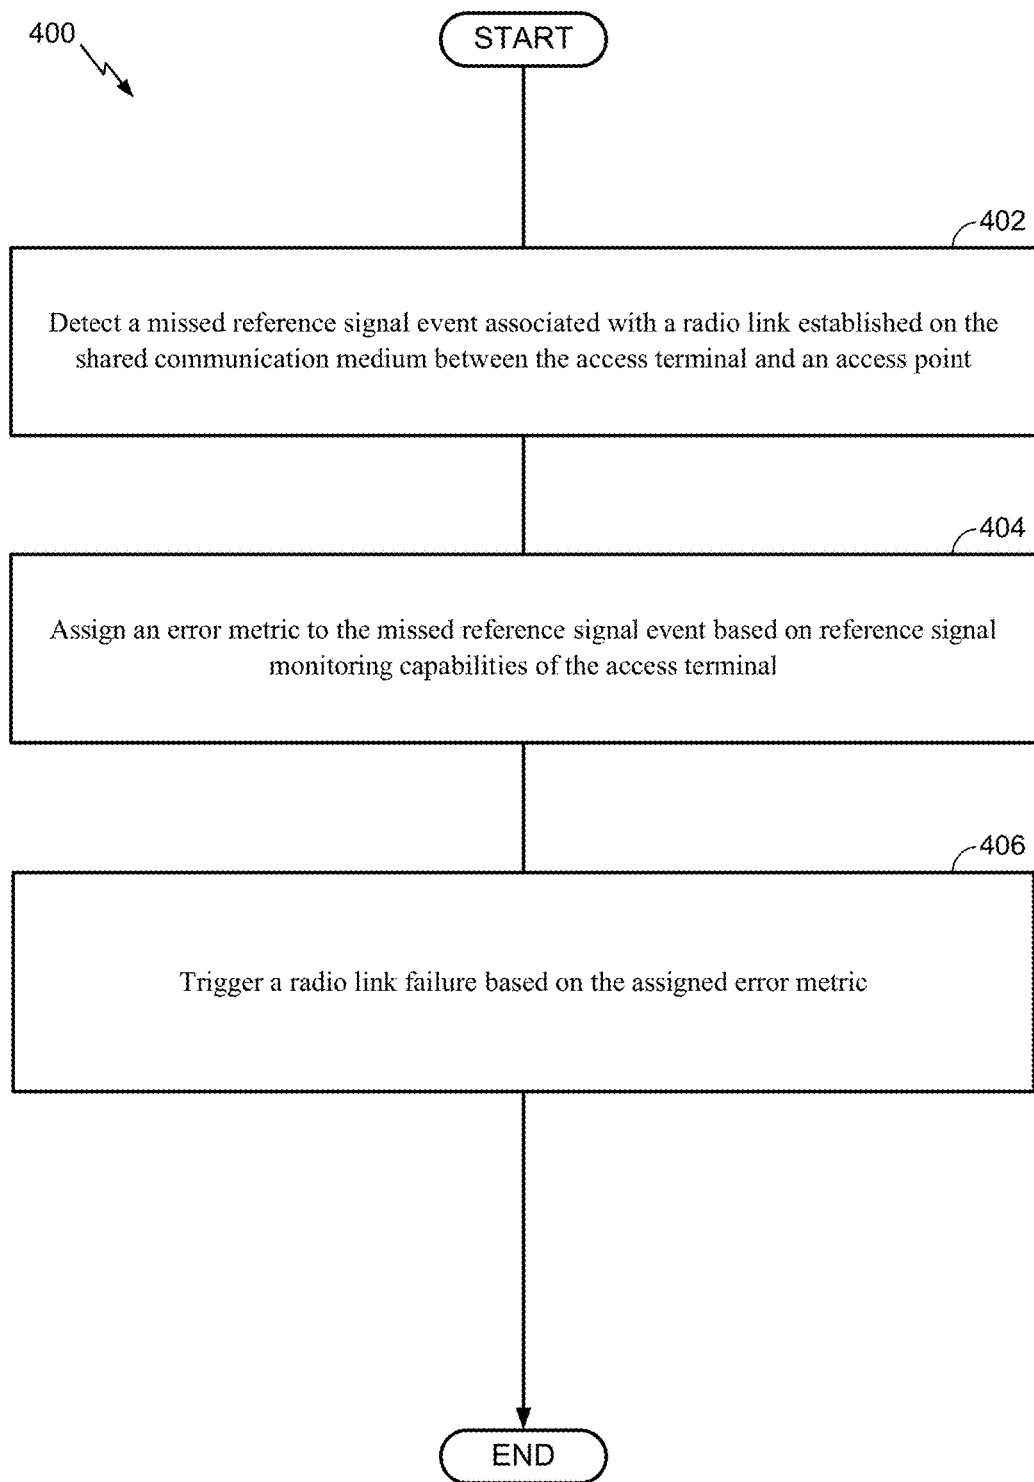 400
START
402
Detect a missed reference signal event associated with a radio link established on the
shared communication medium between the access terminal and an access point
404
Assign an error metric to the missed reference signal event based on reference signal
monitoring capabilities of the access terminal
406
Trigger a radio link failure based on the assigned error metric
END